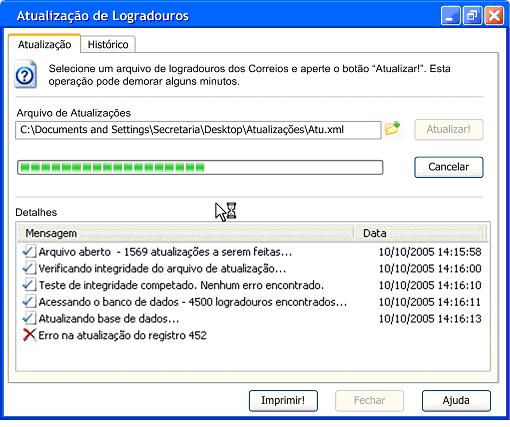 Atualização de Logradouros
Atualização
Histórico
Selecione um arquivo de logradouros dos Correios e aperte o botão “Atualizar!”. Esta
operação pode demorar alguns minutos.
Arquivo de Atualizações
C:\Documents and Settings\Secretaria\Desktop\Atualizações\Atu.xml
Atualizar!
Cancelar
Detalhes
Mensagem Data
Arquivo aberto - 1569 atualizações a serem feitas... 10/10/2005 14:15:58
Verificando integridade do arquivo de atualização... 10/10/2005 14:16:00
Teste de integridade competado. Nenhum erro encontrado. 10/10/2005 14:16:10
Acessando o banco de dados - 4500 logradouros encontrados... 10/10/2005 14:16:11
Atualizando base de dados... 10/10/2005 14:16:13
Erro na atualização do registro 452
Imprimir! Fechar Ajuda